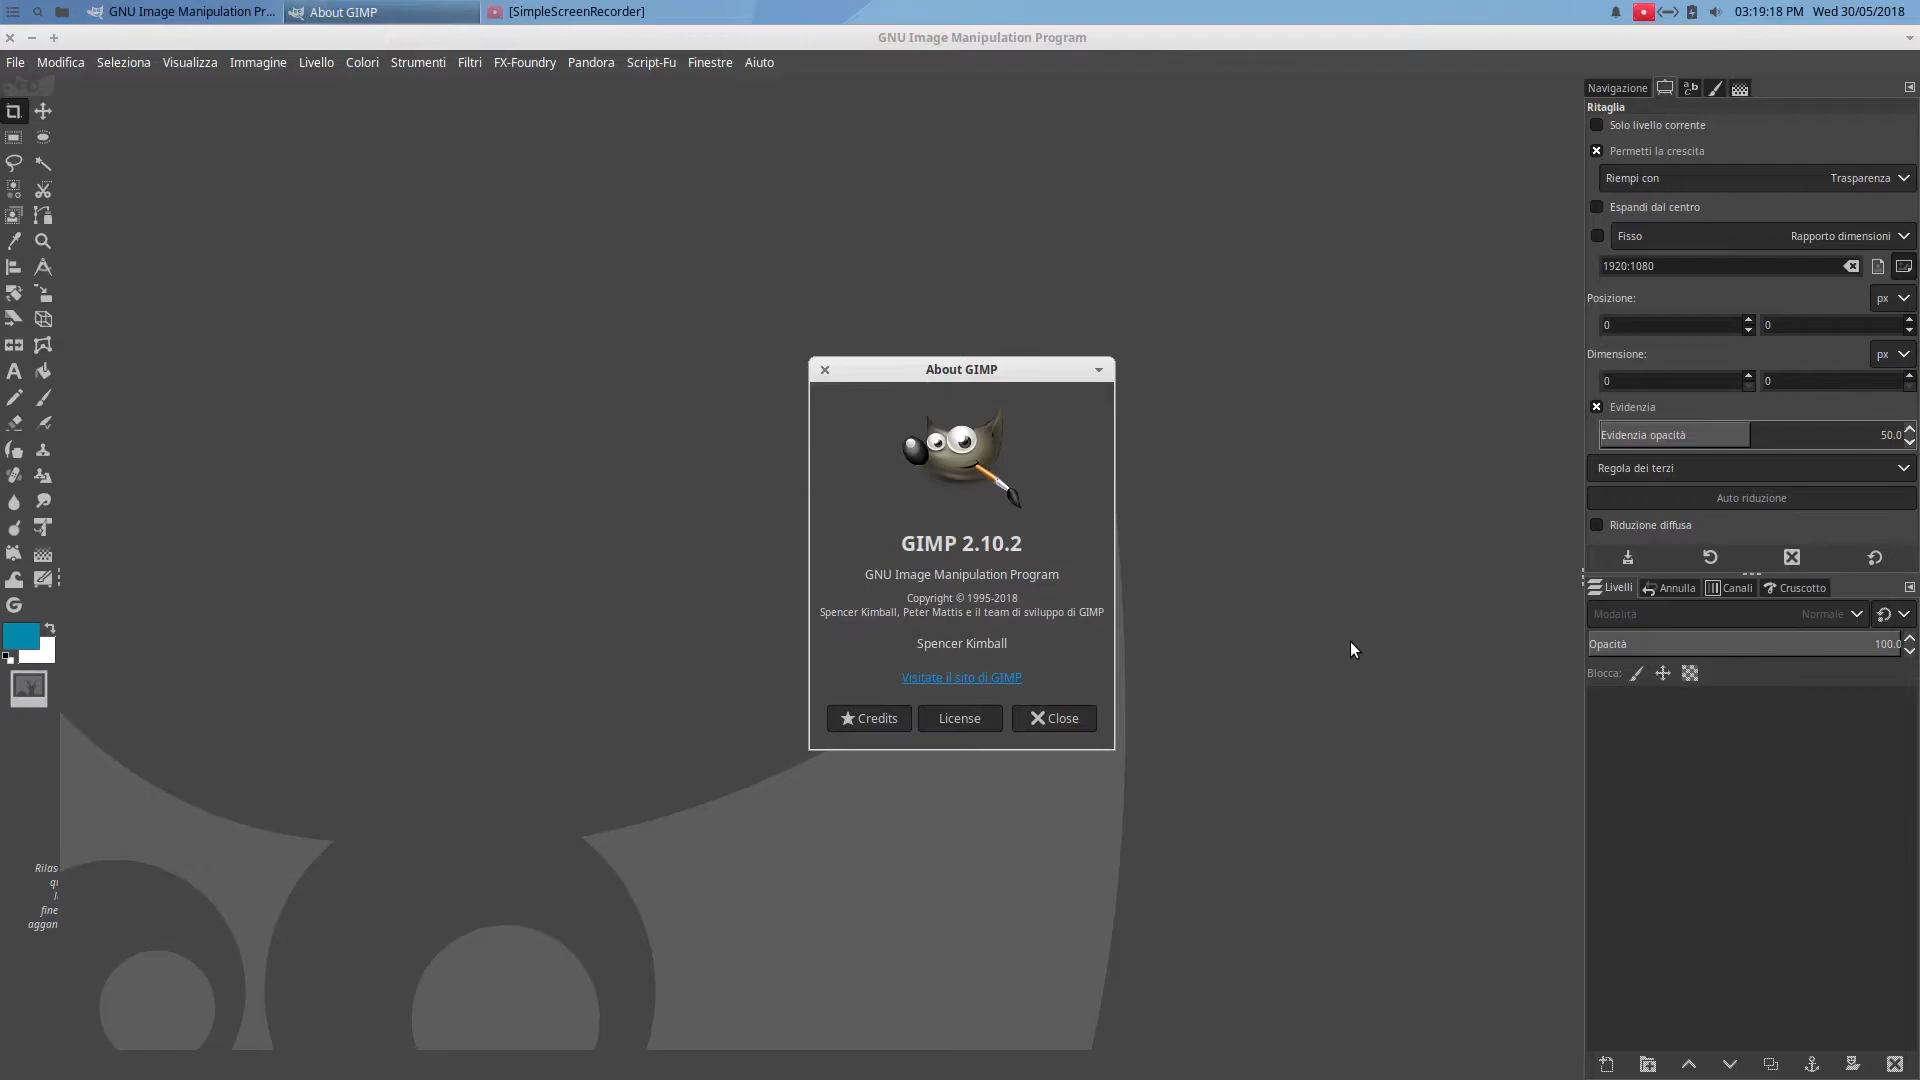 GNU Image Manipulation Pr...
About GIMP
[SimpleScreenRecorder]
03:19:18 PM Wed 30/05/2018
GNU Image Manipulation Program
File Modifica Seleziona Visualizza Immagine Livello Colori Strumenti Filtri FX-Foundry Pandora Script-Fu Finestre Aiuto
Navigazione
Ritaglia
Solo livello corrente
Permetti la crescita
Riempi con Trasparenza
Espandi dal centro
Fisso Rapporto dimensioni
1920:1080
Posizione: px
0 0
Dimensione: px
0 0
Evidenzia
Evidenzia opacità 50.0
Regola dei terzi
Auto riduzione
Riduzione diffusa
Livelli Annulla Canali Cruscotto
Modalità Normale
Opacità 100.0
Blocca:
About GIMP
GIMP 2.10.2
GNU Image Manipulation Program
Copyright © 1995-2018
Spencer Kimball, Peter Mattis e il team di sviluppo di GIMP
Spencer Kimball
Visitate il sito di GIMP
Credits License Close
Rilas
qu
l
fine
aggan